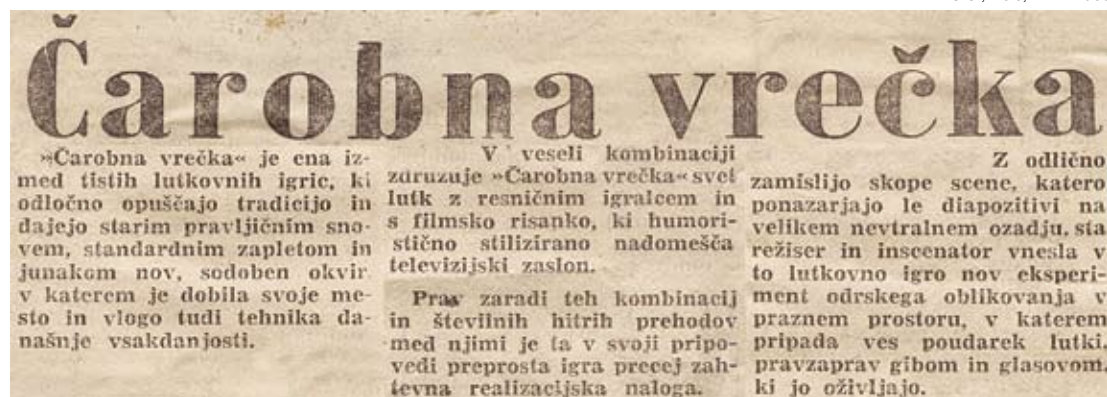 Čarobna vrečka
»Čarobna vrečka« je ena iz-
med tistih lutkovnih igric, ki
odločno opuščajo tradicijo in
dajejo starim pravljičnim sno-
vem, standardnim zapletom in
junakom nov, sodoben okvir
v katerem je dobila svoje me-
sto in vlogo tudi tehnika da-
našnje vsakdanjosti.
V veseli kombinaciji
združuje »Čarobna vrečka« svet
lutk z resničnim igralcem in
s filmsko risanko, ki humori-
stično stilizirano nadomešča
televizijski zaslon.
Prav zaradi teh kombinacij
in številnih hitrih prehodov
med njimi je ta v svoji pripo-
vedi preprosta igra precej zah-
tevna realizacijska naloga.
Z odlično
zamislijo skope scene, katero
ponazarjajo le diapozitivi na
velikem nevtralnem ozadju, sta
režiser in inscenator vnesla v
to lutkovno igro nov eksperi-
ment odrskega oblikovanja v
praznem prostoru, v katerem
pripada ves poudarek lutki,
pravzaprav gibom in glasovom,
ki jo oživljajo.